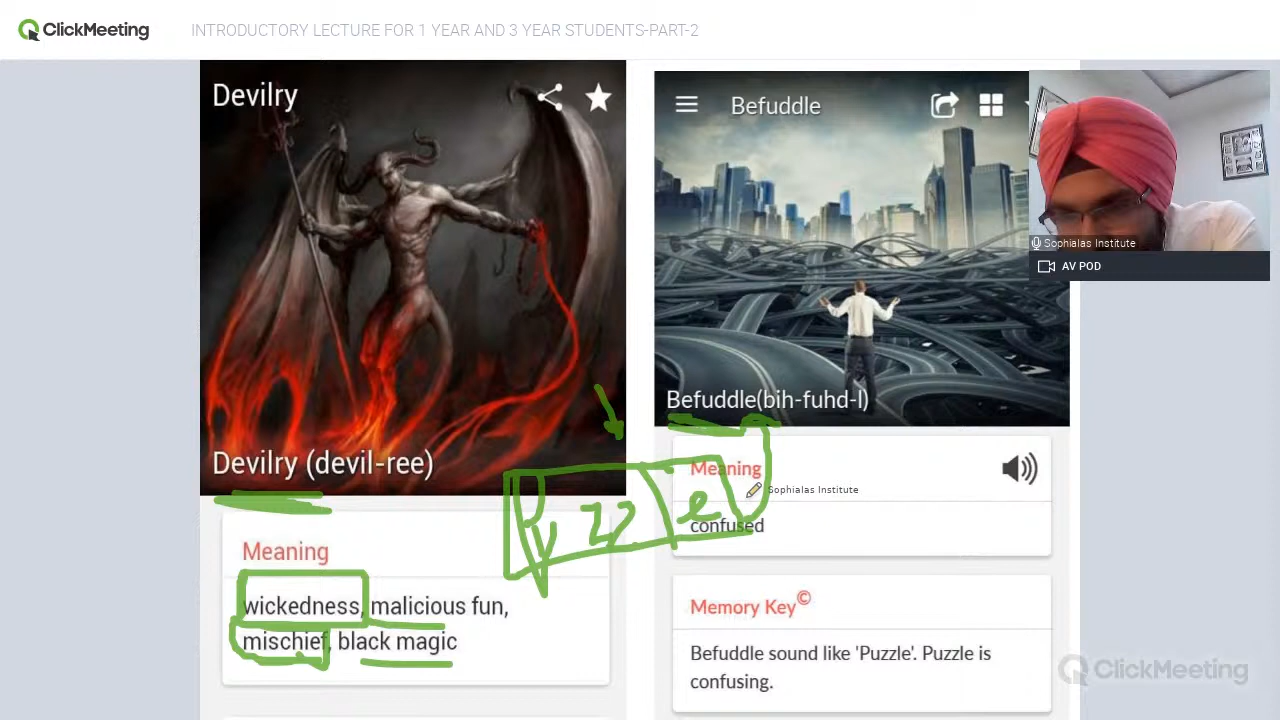 ClickMeeting
INTRODUCTORY LECTURE FOR 1 YEAR AND 3 YEAR STUDENTS-PART-2
Devilry
Devilry (devil-ree)
Meaning
wickedness, malicious fun,
mischief, black magic
Befuddle
Befuddle(bih-fuhd-l)
Meaning
Sophialas Institute
confused
Memory Key©
Befuddle sound like 'Puzzle'. Puzzle is
confusing.
Sophialas Institute
AV POD
ClickMeeting